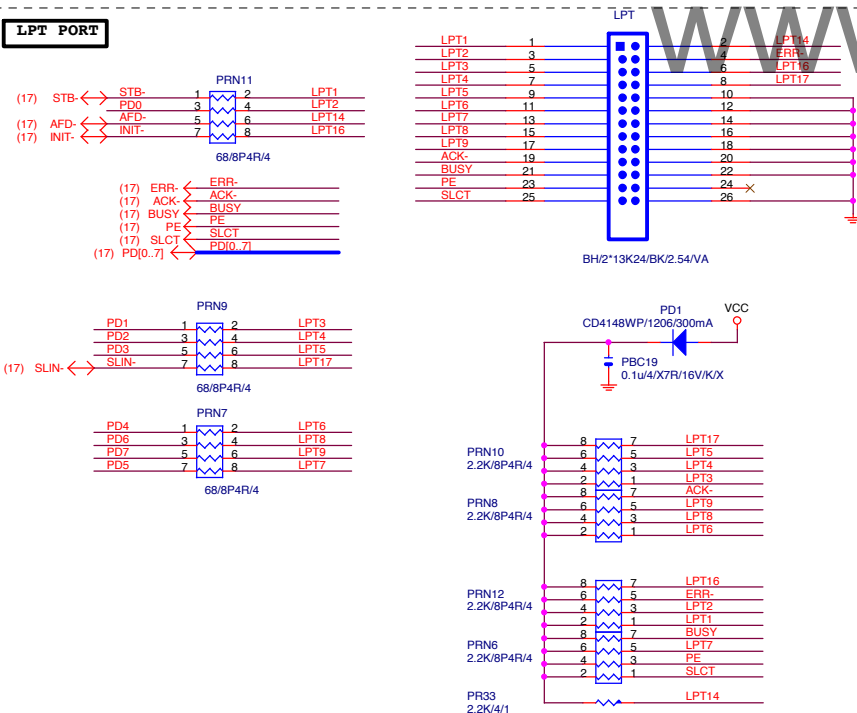 LPT PORT
PRN11
(17) STB- STB- 1 2 LPT1
PD0 3 4 LPT2
(17) AFD- AFD- 5 6 LPT14
(17) INIT- INIT- 7 8 LPT16
68/8P4R/4
(17) ERR- ERR-
(17) ACK- ACK-
(17) BUSY BUSY
(17) PE PE
(17) SLCT SLCT
(17) PD[0..7] PD[0..7]
PRN9
PD1 1 2 LPT3
PD2 3 4 LPT4
PD3 5 6 LPT5
(17) SLIN- SLIN- 7 8 LPT17
68/8P4R/4
PRN7
PD4 1 2 LPT6
PD6 3 4 LPT8
PD7 5 6 LPT9
PD5 7 8 LPT7
68/8P4R/4
WWW
LPT
LPT1 1 2 LPT14
LPT2 3 4 ERR-
LPT3 5 6 LPT16
LPT4 7 8 LPT17
LPT5 9 10
LPT6 11 12
LPT7 13 14
LPT8 15 16
LPT9 17 18
ACK- 19 20
BUSY 21 22
PE 23 24
SLCT 25 26
BH/2*13K24/BK/2.54/VA
PD1
CD4148WP/1206/300mA
VCC
PBC19
0.1u/4/X7R/16V/K/X
PRN10
2.2K/8P4R/4
8 7 LPT17
6 5 LPT5
4 3 LPT4
2 1 LPT3
PRN8
2.2K/8P4R/4
8 7 ACK-
6 5 LPT9
4 3 LPT8
2 1 LPT6
PRN12
2.2K/8P4R/4
8 7 LPT16
6 5 ERR-
4 3 LPT2
2 1 LPT1
PRN6
2.2K/8P4R/4
8 7 BUSY
6 5 LPT7
4 3 PE
2 1 SLCT
PR33
2.2K/4/1
LPT14